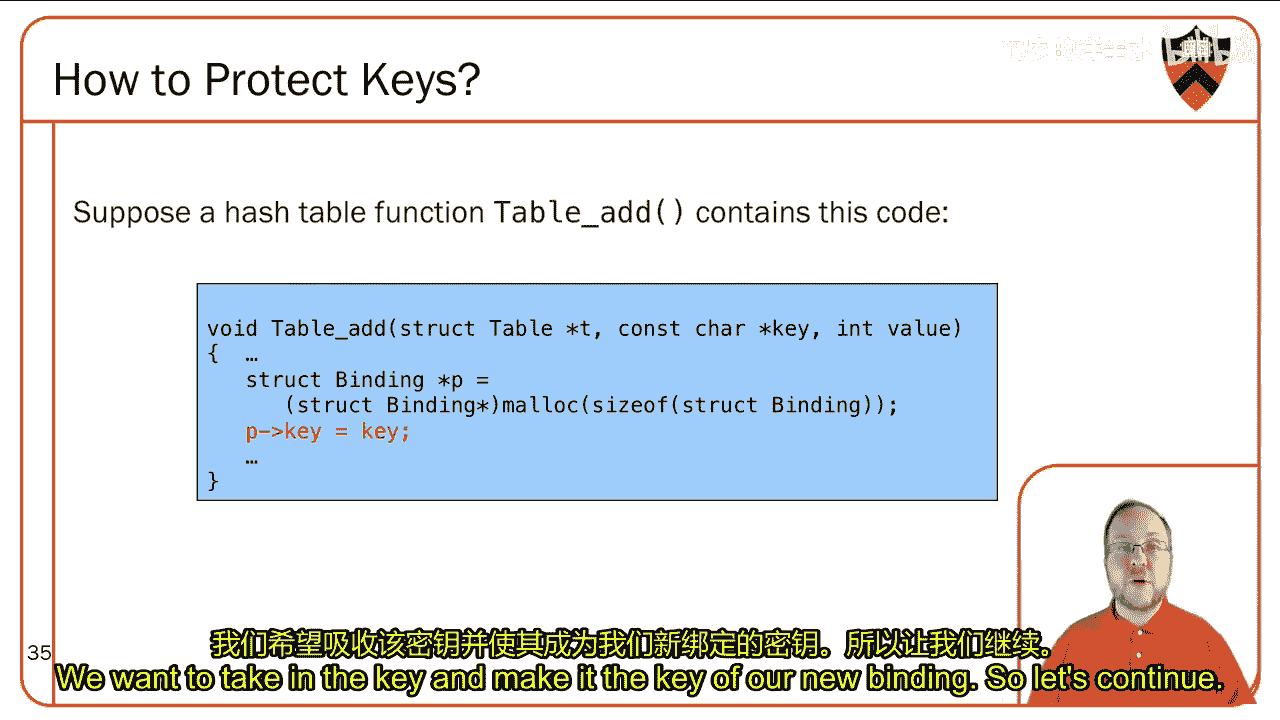 How to Protect Keys?
Suppose a hash table function Table_add() contains this code:
void Table_add(struct Table *t, const char *key, int value)
{ …
struct Binding *p =
(struct Binding*)malloc(sizeof(struct Binding));
p->key = key;
…
}
35
我们希望吸收该密钥并使其成为我们新绑定的密钥。所以让我们继续。
We want to take in the key and make it the key of our new binding. So let's continue.